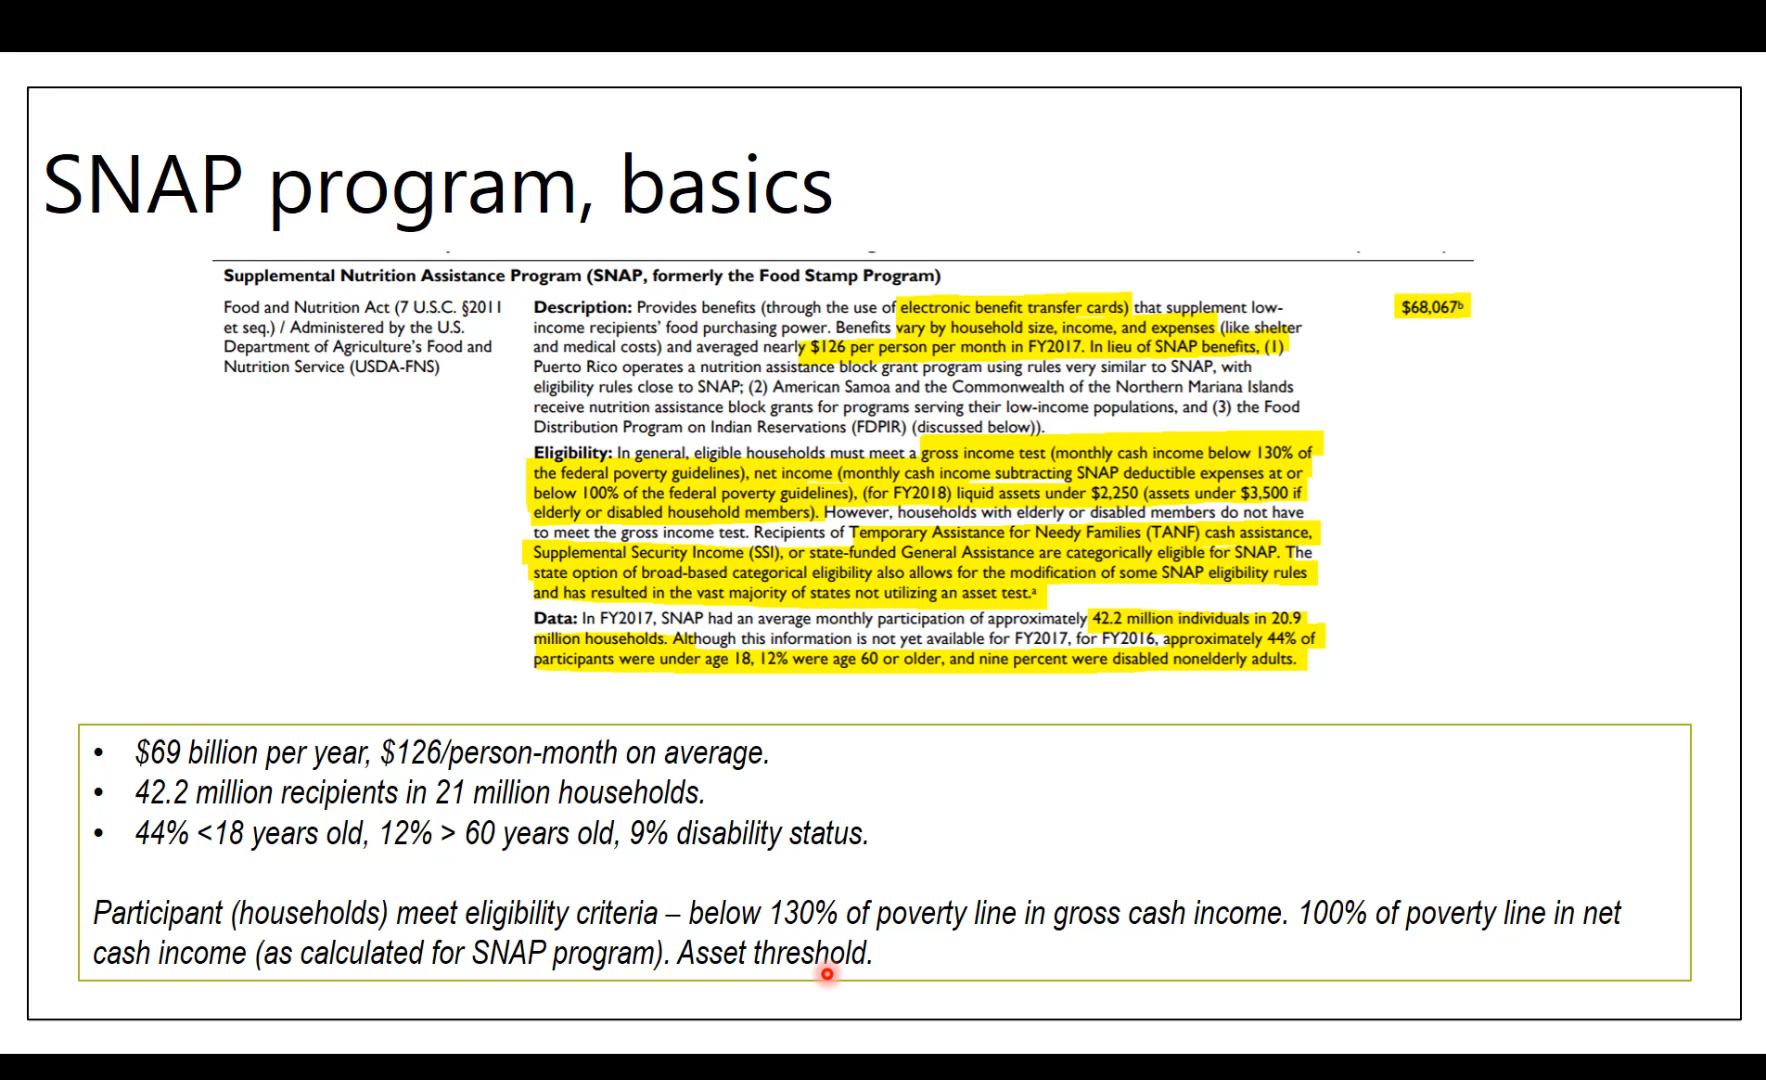 SNAP program, basics
Supplemental Nutrition Assistance Program (SNAP, formerly the Food Stamp Program)
Food and Nutrition Act (7 U.S.C. §2011
et seq.) / Administered by the U.S.
Department of Agriculture's Food and
Nutrition Service (USDA-FNS)
Description: Provides benefits (through the use of electronic benefit transfer cards) that supplement low-
income recipients' food purchasing power. Benefits vary by household size, income, and expenses (like shelter
and medical costs) and averaged nearly $126 per person per month in FY2017. In lieu of SNAP benefits, (1)
Puerto Rico operates a nutrition assistance block grant program using rules very similar to SNAP, with
eligibility rules close to SNAP; (2) American Samoa and the Commonwealth of the Northern Mariana Islands
receive nutrition assistance block grants for programs serving their low-income populations, and (3) the Food
Distribution Program on Indian Reservations (FDPIR) (discussed below)).
$68,067ᵇ
Eligibility: In general, eligible households must meet a gross income test (monthly cash income below 130% of
the federal poverty guidelines), net income (monthly cash income subtracting SNAP deductible expenses at or
below 100% of the federal poverty guidelines), (for FY2018) liquid assets under $2,250 (assets under $3,500 if
elderly or disabled household members). However, households with elderly or disabled members do not have
to meet the gross income test. Recipients of Temporary Assistance for Needy Families (TANF) cash assistance,
Supplemental Security Income (SSI), or state-funded General Assistance are categorically eligible for SNAP. The
state option of broad-based categorical eligibility also allows for the modification of some SNAP eligibility rules
and has resulted in the vast majority of states not utilizing an asset test.ᵃ
Data: In FY2017, SNAP had an average monthly participation of approximately 42.2 million individuals in 20.9
million households. Although this information is not yet available for FY2017, for FY2016, approximately 44% of
participants were under age 18, 12% were age 60 or older, and nine percent were disabled nonelderly adults.
• $69 billion per year, $126/person-month on average.
• 42.2 million recipients in 21 million households.
• 44% <18 years old, 12% > 60 years old, 9% disability status.
Participant (households) meet eligibility criteria – below 130% of poverty line in gross cash income. 100% of poverty line in net
cash income (as calculated for SNAP program). Asset threshold.